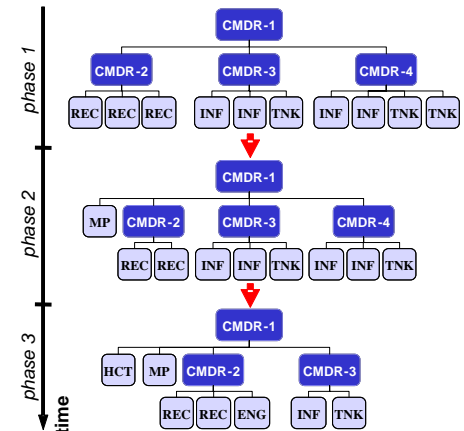 phase 1
CMDR-1
CMDR-2 CMDR-3 CMDR-4
REC REC REC INF INF TNK INF INF TNK TNK
phase 2
CMDR-1
MP CMDR-2 CMDR-3 CMDR-4
REC REC INF INF TNK INF INF TNK
phase 3
CMDR-1
HCT MP CMDR-2 CMDR-3
REC REC ENG INF TNK
time